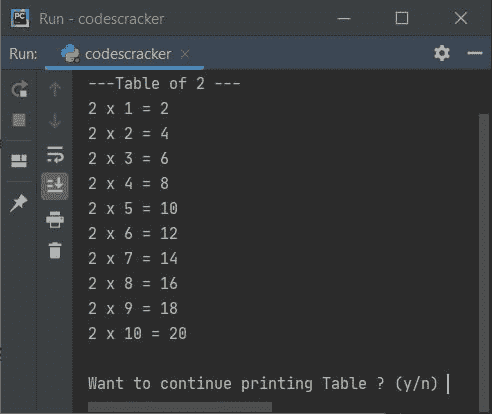 PC Run - codescracker
Run: codescracker
---Table of 2 ---
2 x 1 = 2
2 x 2 = 4
2 x 3 = 6
2 x 4 = 8
2 x 5 = 10
2 x 6 = 12
2 x 7 = 14
2 x 8 = 16
2 x 9 = 18
2 x 10 = 20
Want to continue printing Table ? (y/n)